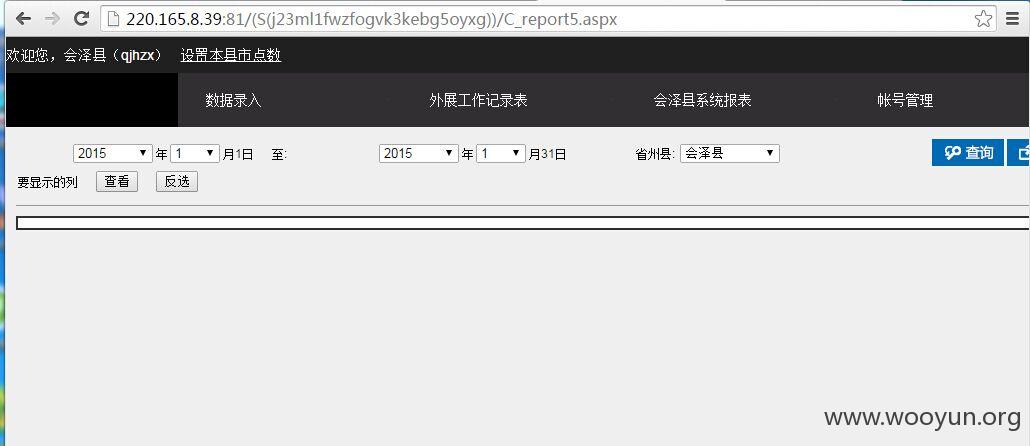 220.165.8.39:81/(S(j23ml1fwzfogvk3kebg5oyxg))/C_report5.aspx
欢迎您，会泽县（qjhzx） 设置本县市点数
数据录入 外展工作记录表 会泽县系统报表 帐号管理
2015 年 1 月1日 至: 2015 年 1 月31日 省州县: 会泽县 查询
要显示的列 查看 反选
www.wooyun.org